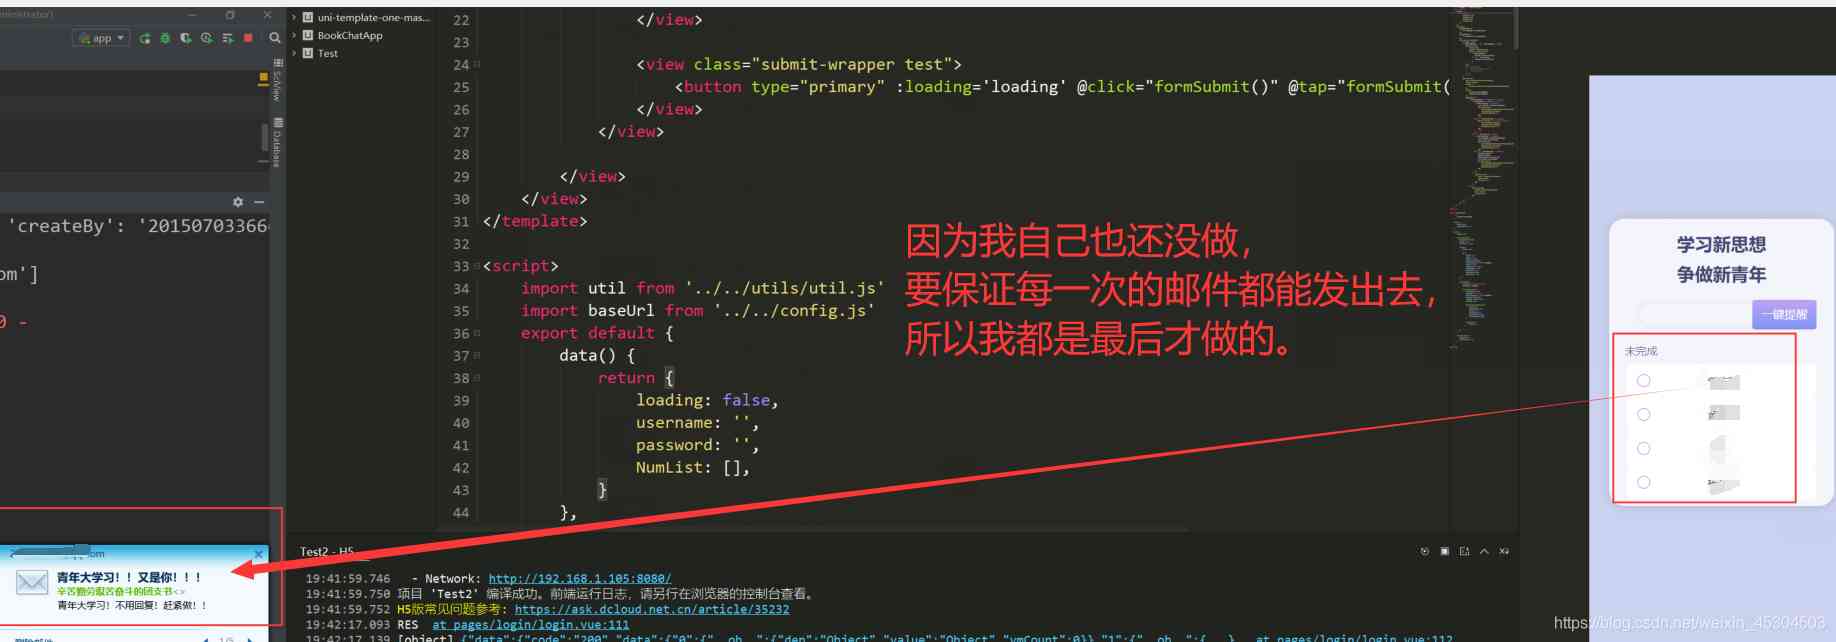 app
SciView
Database
'createBy': '20150703366
om']
0 -
青年大学习！！又是你！！！
辛苦勤劳艰苦奋斗的团支书<>
青年大学习！不用回复！赶紧做！！
1/5
uni-template-one-mas...
BookChatApp
Test
22 </view>
23
24 <view class="submit-wrapper test">
25 <button type="primary" :loading='loading' @click="formSubmit()" @tap="formSubmit(
26 </view>
27 </view>
28
29 </view>
30 </view>
31 </template>
32
33 <script>
34 import util from '../../utils/util.js'
35 import baseUrl from '../../config.js'
36 export default {
37 data() {
38 return {
39 loading: false,
40 username: '',
41 password: '',
42 NumList: [],
43 }
44 },
因为我自己也还没做，
要保证每一次的邮件都能发出去，
所以我都是最后才做的。
Test2 - H5
19:41:59.746 - Network: http://192.168.1.105:8080/
19:41:59.750 项目 'Test2' 编译成功。前端运行日志，请另行在浏览器的控制台查看。
19:41:59.752 H5版常见问题参考: https://ask.dcloud.net.cn/article/35232
19:42:17.093 RES at pages/login/login.vue:111
19:42:17.139 [object] {"data":{"code":"200","data":{"0":{"__ob__":{"dep":"Object","value":"Object","vmCount":0}},"1":{"__ob__":{...} at pages/login/login.vue:112
学习新思想
争做新青年
一键提醒
未完成
https://blog.csdn.net/weixin_45304503